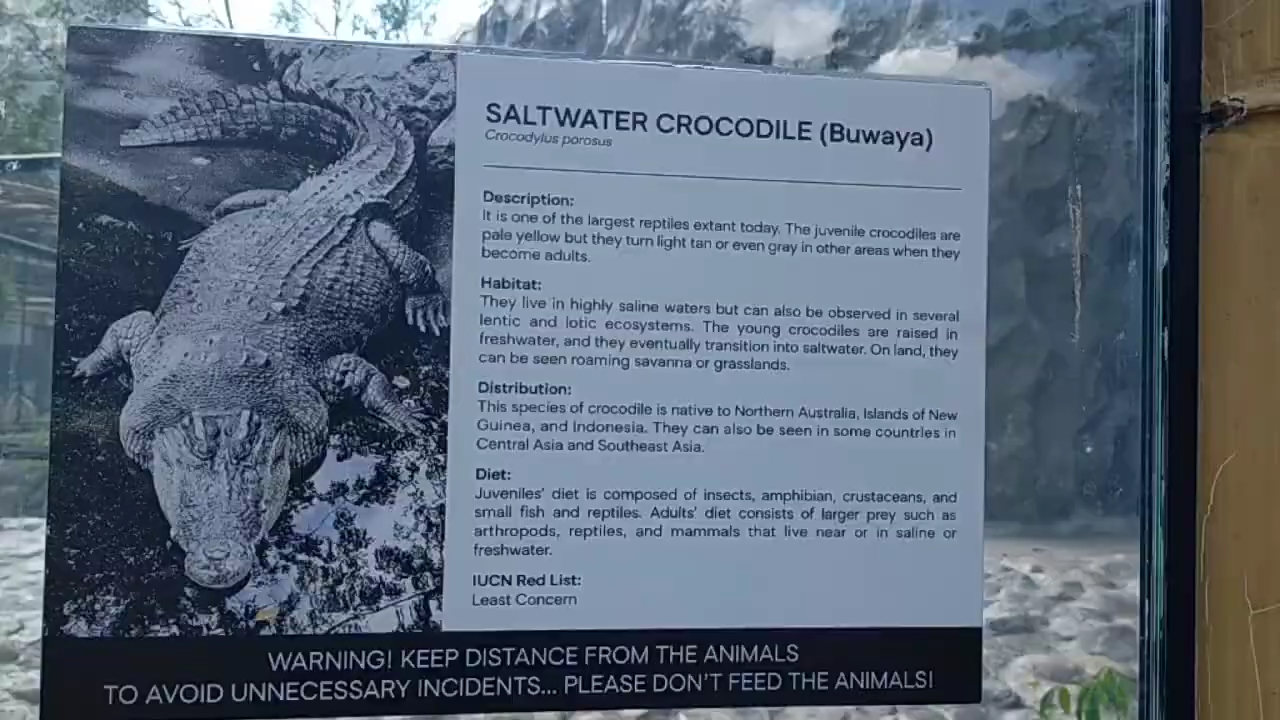 SALTWATER CROCODILE (Buwaya)
Crocodylus porosus
Description:
It is one of the largest reptiles extant today. The juvenile crocodiles are
pale yellow but they turn light tan or even gray in other areas when they
become adults.
Habitat:
They live in highly saline waters but can also be observed in several
lentic and lotic ecosystems. The young crocodiles are raised in
freshwater, and they eventually transition into saltwater. On land, they
can be seen roaming savanna or grasslands.
Distribution:
This species of crocodile is native to Northern Australia, Islands of New
Guinea, and Indonesia. They can also be seen in some countries in
Central Asia and Southeast Asia.
Diet:
Juveniles' diet is composed of insects, amphibian, crustaceans, and
small fish and reptiles. Adults' diet consists of larger prey such as
arthropods, reptiles, and mammals that live near or in saline or
freshwater.
IUCN Red List:
Least Concern
WARNING! KEEP DISTANCE FROM THE ANIMALS
TO AVOID UNNECESSARY INCIDENTS... PLEASE DON'T FEED THE ANIMALS!